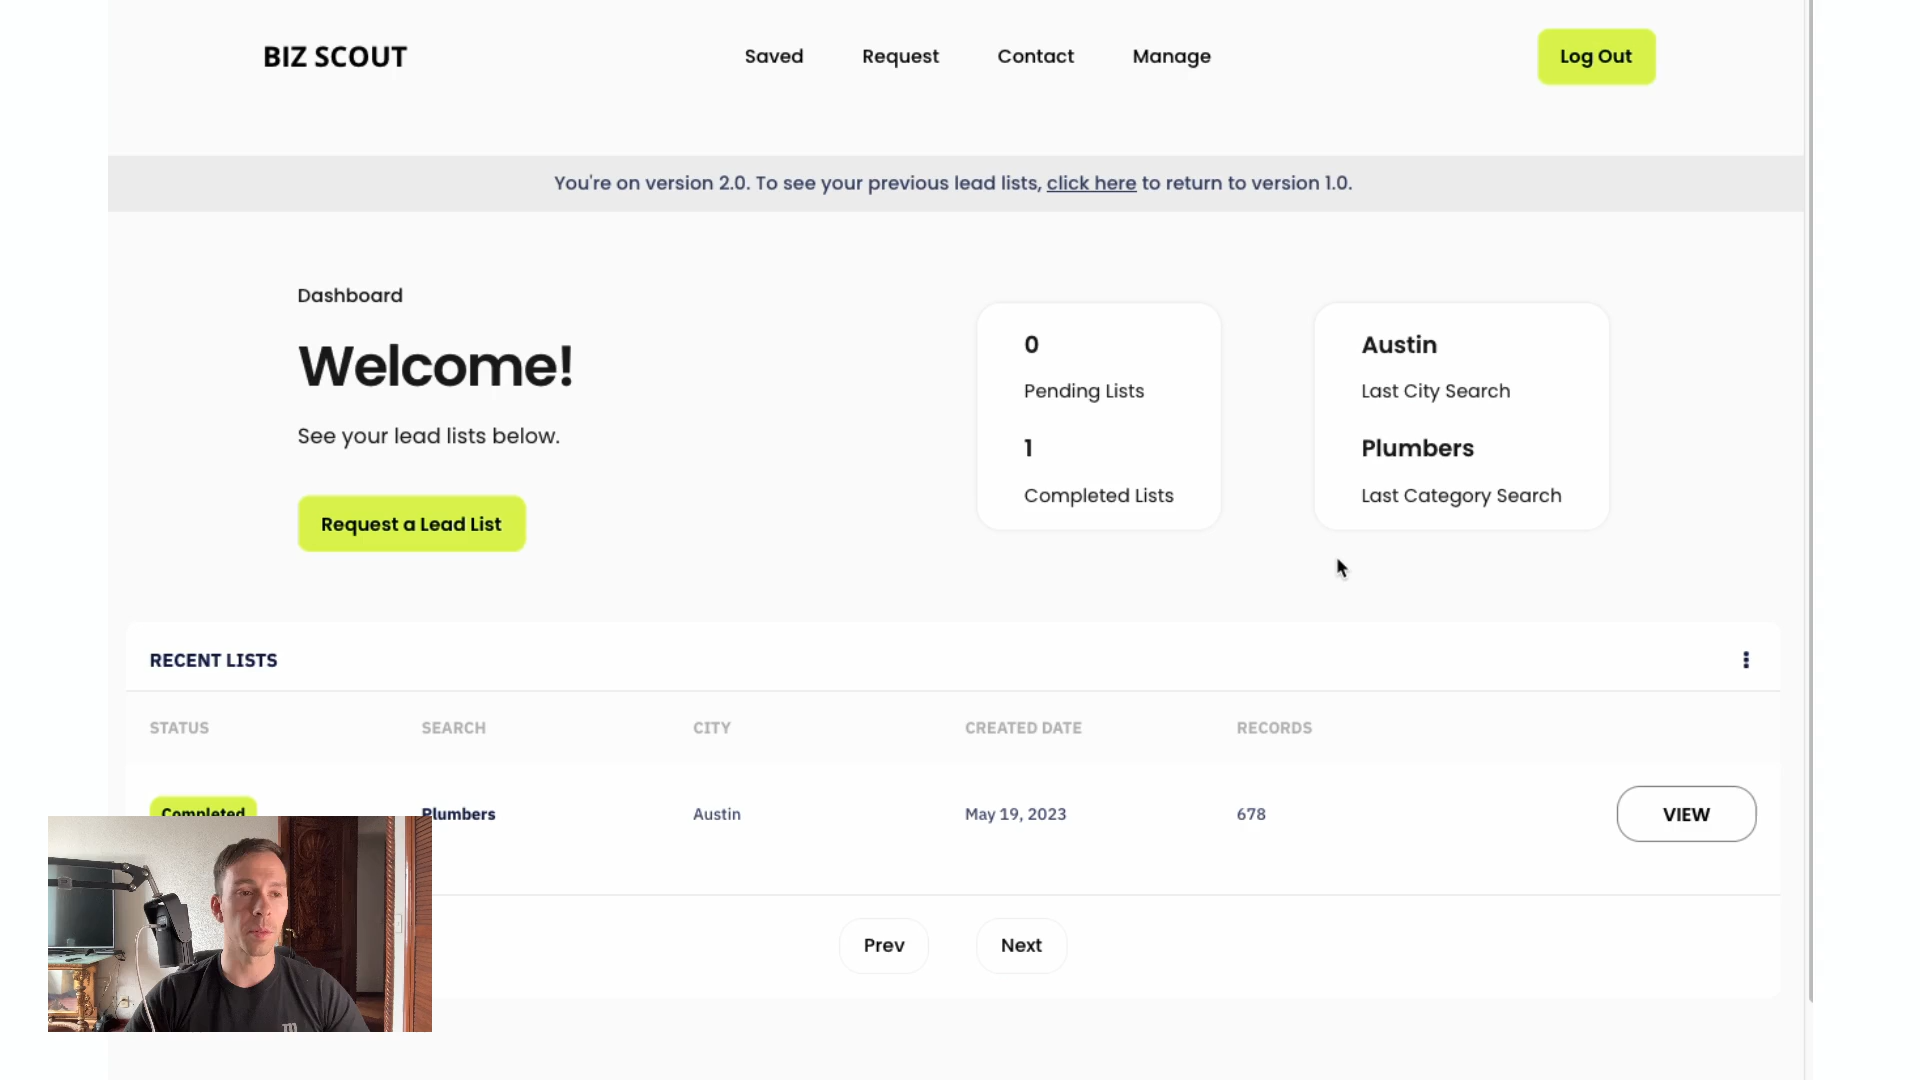 BIZ SCOUT Saved Request Contact Manage Log Out
You're on version 2.0. To see your previous lead lists, click here to return to version 1.0.
Dashboard
Welcome!
See your lead lists below.
Request a Lead List
0
Pending Lists
1
Completed Lists
Austin
Last City Search
Plumbers
Last Category Search
RECENT LISTS
STATUS SEARCH CITY CREATED DATE RECORDS
Completed Plumbers Austin May 19, 2023 678 VIEW
Prev Next